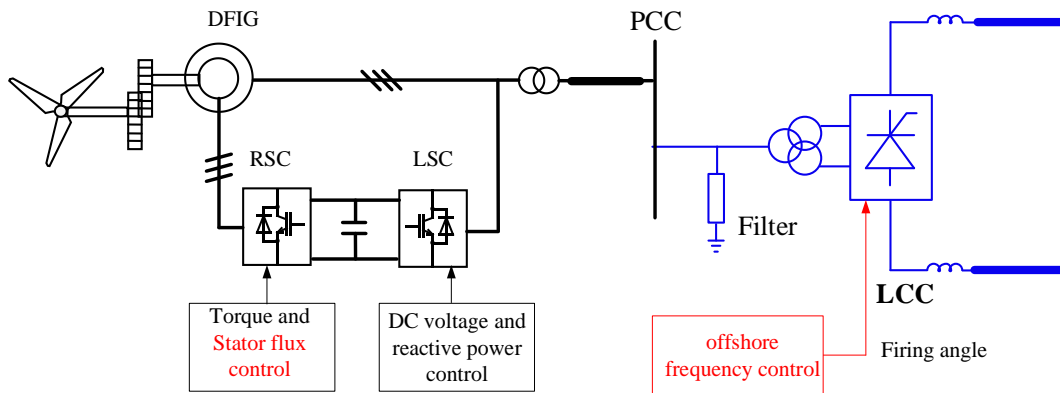 DFIG
PCC
RSC
LSC
Filter
LCC
Torque and
Stator flux
control
DC voltage and
reactive power
control
offshore
frequency control
Firing angle